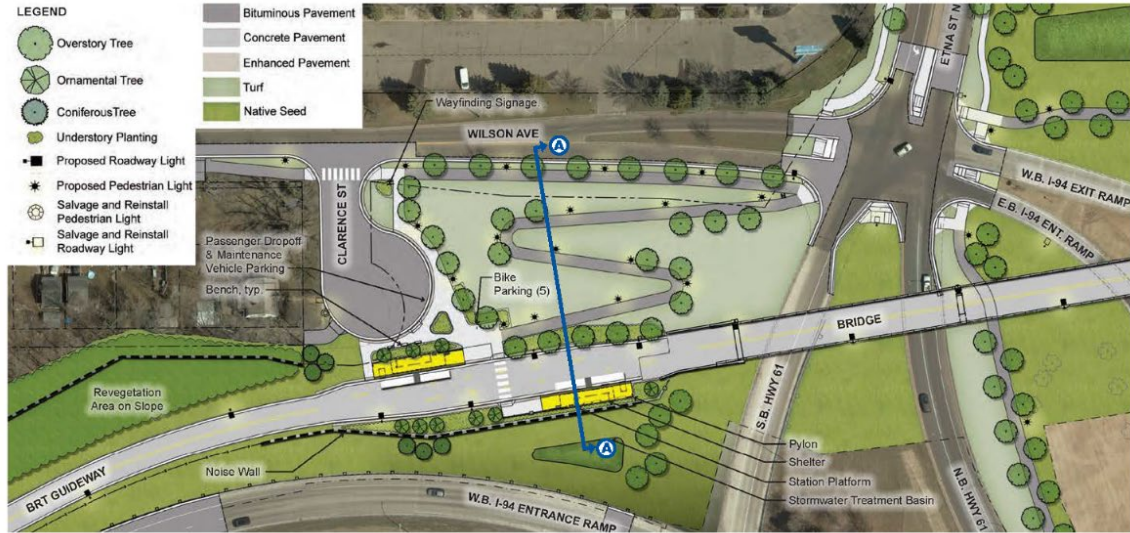 LEGEND
Overstory Tree
Ornamental Tree
ConiferousTree
Understory Planting
Proposed Roadway Light
Proposed Pedestrian Light
Salvage and Reinstall
Pedestrian Light
Salvage and Reinstall
Roadway Light
Bituminous Pavement
Concrete Pavement
Enhanced Pavement
Turf
Native Seed
Wayfinding Signage
WILSON AVE
A
ETNA ST N
CLARENCE ST
Passenger Dropoff
& Maintenance
Vehicle Parking
Bench, typ.
Bike
Parking (5)
W.B. I-94 EXIT RAMP
E.B. I-94 ENT. RAMP
BRIDGE
Revegetation
Area on Slope
S.B. HWY 61
N.B. HWY 61
Noise Wall
A
Pylon
Shelter
Station Platform
Stormwater Treatment Basin
BRT GUIDEWAY
W.B. I-94 ENTRANCE RAMP